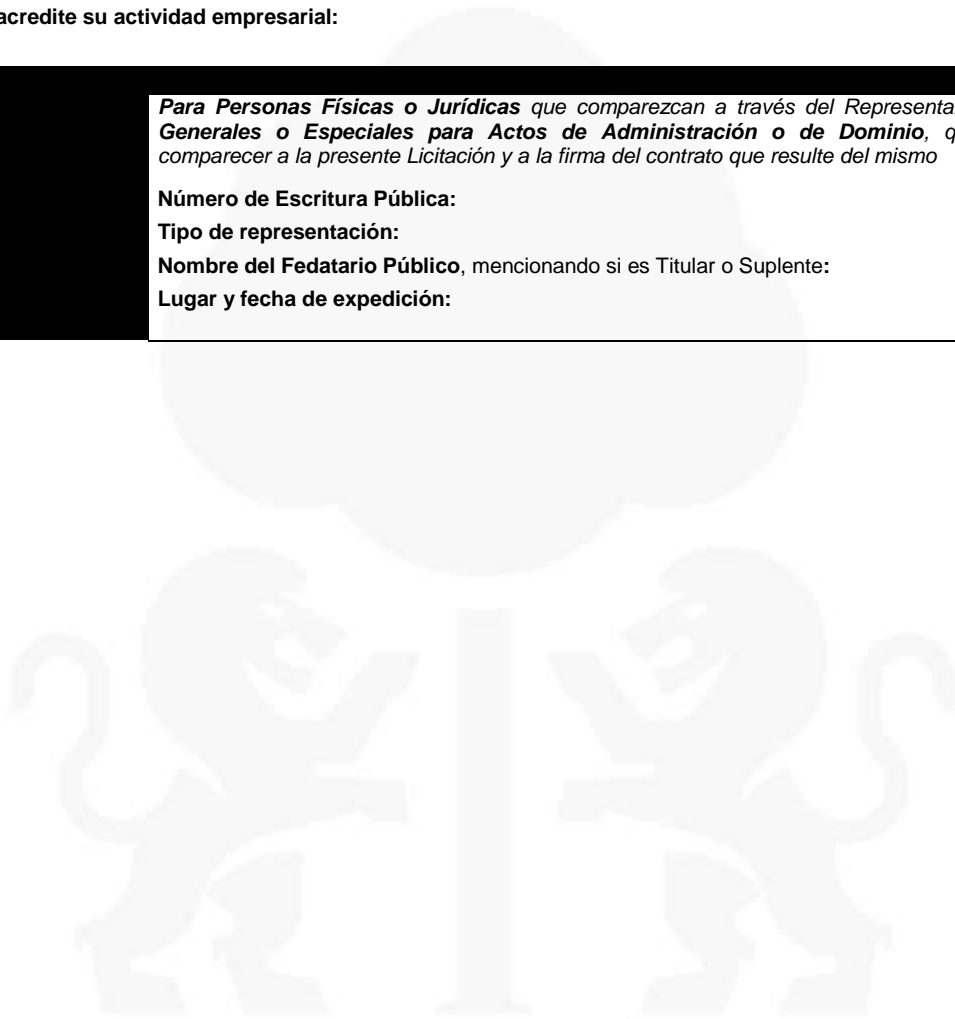 acredite su actividad empresarial:
Para Personas Físicas o Jurídicas que comparezcan a través del
Generales o Especiales para Actos de Administración o de Dominio,
comparecer a la presente Licitación y a la firma del contrato que resulte del mismo
Número de Escritura Pública:
Tipo de representación:
Nombre del Fedatario Público, mencionando si es Titular o Suplente:
Lugar y fecha de expedición: